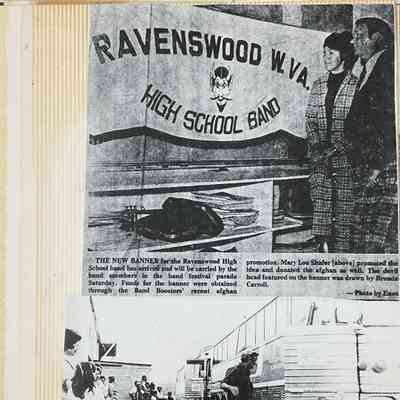 RAVENSWOOD W.VA.
HIGH SCHOOL BAND
THE NEW BANNER for the Ravenswood High
School band has arrived and will be carried by the
band members in the band festival parade
Saturday. Funds for the banner were obtained
through the Band Boosters' recent afghan
promotion. Mary Lou Shafer [above] promoted the
idea and donated the afghan as well. The devil
head featured on the banner was drawn by Brenda
Carroll.
— Photo by Enos